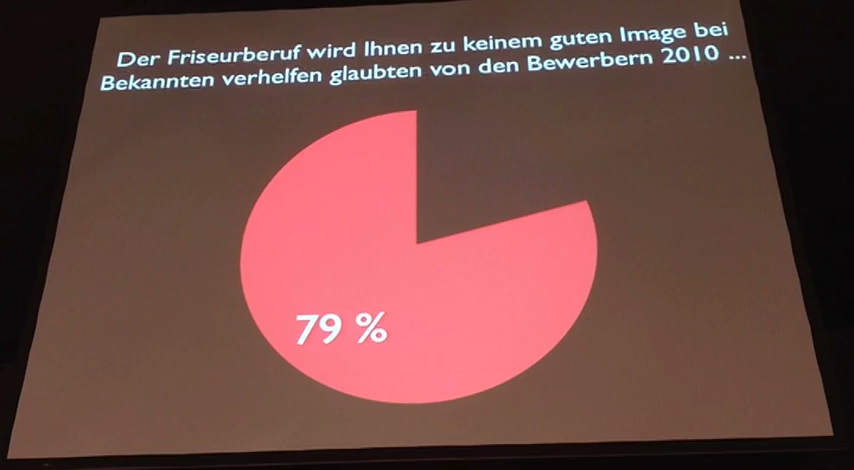 Der Friseurberuf wird Ihnen zu keinem guten Image bei
Bekannten verhelfen glaubten von den Bewerbern 2010 ...
79 %